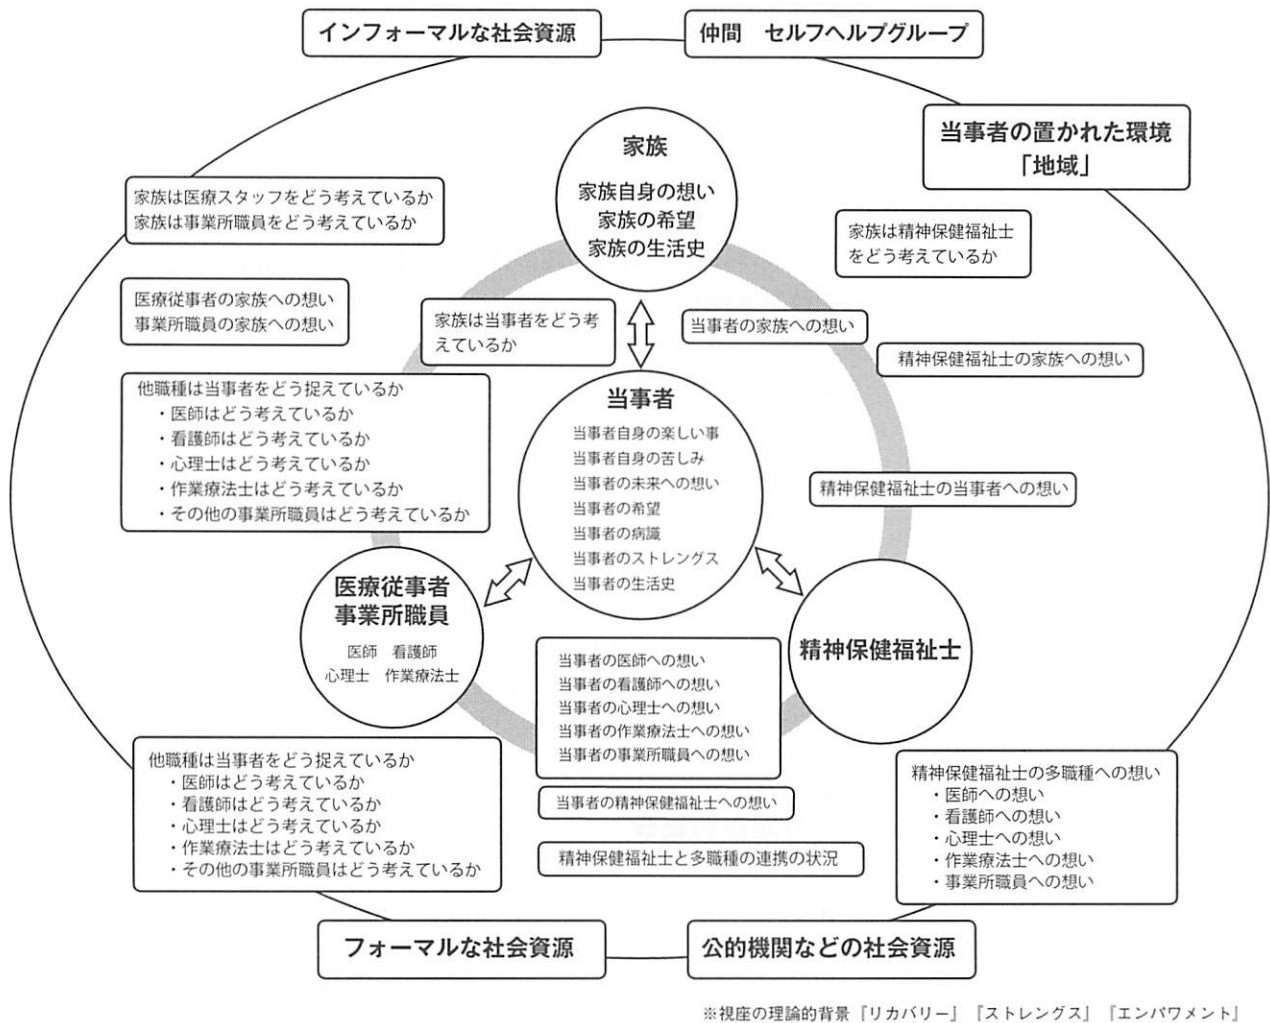 インフォーマルな社会資源
仲間　セルフヘルプグループ
当事者の置かれた環境
「地域」
家族
家族自身の想い
家族の希望
家族の生活史
家族は医療スタッフをどう考えているか
家族は事業所職員をどう考えているか
家族は精神保健福祉士
をどう考えているか
医療従事者の家族への想い
事業所職員の家族への想い
家族は当事者をどう考
えているか
当事者の家族への想い
精神保健福祉士の家族への想い
他職種は当事者をどう捉えているか
・医師はどう考えているか
・看護師はどう考えているか
・心理士はどう考えているか
・作業療法士はどう考えているか
・その他の事業所職員はどう考えているか
当事者
当事者自身の楽しい事
当事者自身の苦しみ
当事者の未来への想い
当事者の希望
当事者の病識
当事者のストレングス
当事者の生活史
精神保健福祉士の当事者への想い
医療従事者
事業所職員
医師　看護師
心理士　作業療法士
精神保健福祉士
当事者の医師への想い
当事者の看護師への想い
当事者の心理士への想い
当事者の作業療法士への想い
当事者の事業所職員への想い
当事者の精神保健福祉士への想い
精神保健福祉士と多職種の連携の状況
他職種は当事者をどう捉えているか
・医師はどう考えているか
・看護師はどう考えているか
・心理士はどう考えているか
・作業療法士はどう考えているか
・その他の事業所職員はどう考えているか
精神保健福祉士の多職種への想い
・医師への想い
・看護師への想い
・心理士への想い
・作業療法士への想い
・事業所職員への想い
フォーマルな社会資源
公的機関などの社会資源
※視座の理論的背景『リカバリー』『ストレングス』『エンパワメント』